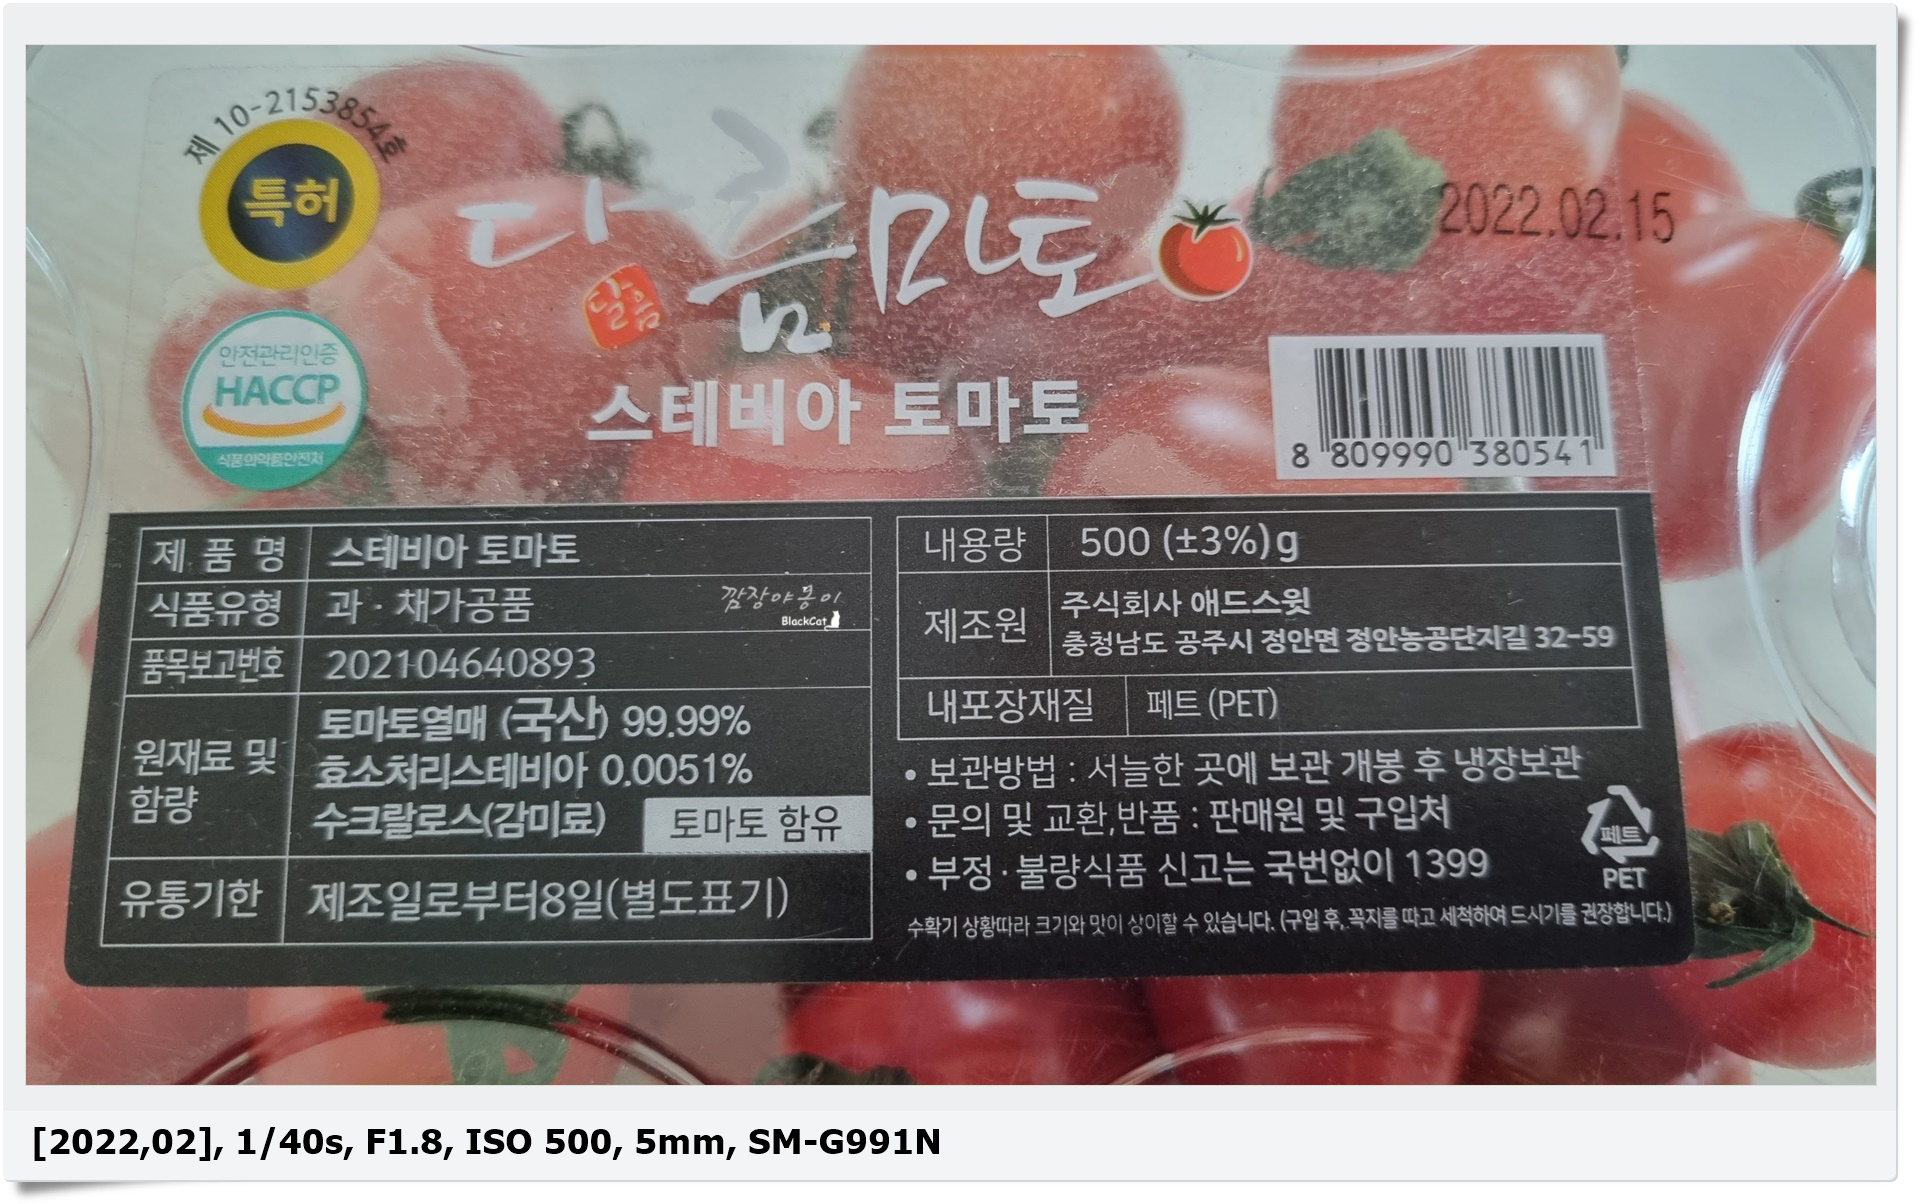 제 10-2153854호
특허
다름마토
달콤
2022.02.15
안전관리인증
HACCP
식품의약품안전처
스테비아 토마토
8 809990 380541
제 품 명 스테비아 토마토
식품유형 과 · 채가공품
깜장야옹이
BlackCat
품목보고번호 202104640893
원재료 및 함량
토마토열매 (국산) 99.99%
효소처리스테비아 0.0051%
수크랄로스(감미료)
토마토 함유
유통기한 제조일로부터8일(별도표기)
내용량 500 (±3%)g
제조원 주식회사 애드스윗
충청남도 공주시 정안면 정안농공단지길 32-59
내포장재질 페트 (PET)
• 보관방법 : 서늘한 곳에 보관 개봉 후 냉장보관
• 문의 및 교환,반품 : 판매원 및 구입처
• 부정 · 불량식품 신고는 국번없이 1399
페트
PET
수확기 상황따라 크기와 맛이 상이할 수 있습니다. (구입 후, 꼭지를 따고 세척하여 드시기를 권장합니다.)
[2022,02], 1/40s, F1.8, ISO 500, 5mm, SM-G991N